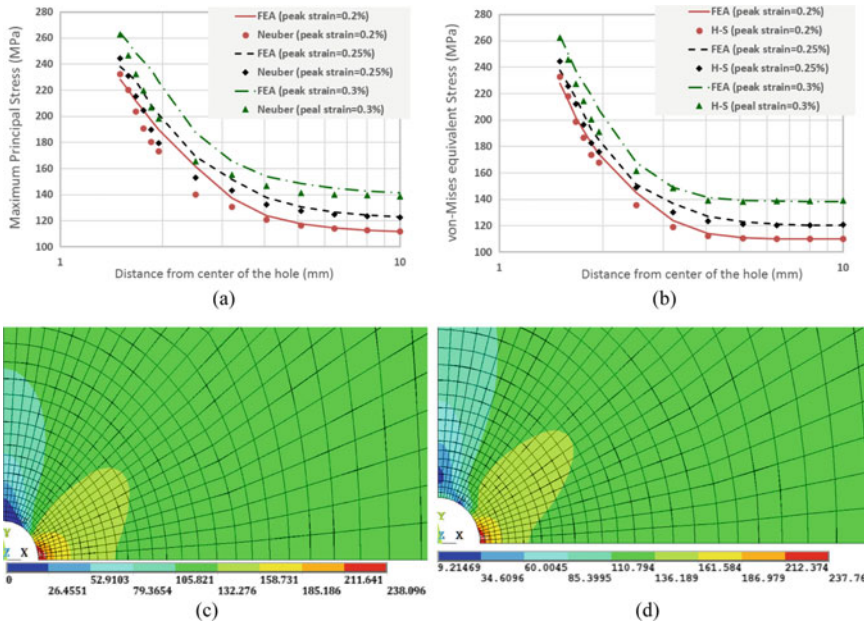 280
260
240
220
200
180
160
140
120
100
Maximum Principal Stress (MPa)
FEA (peak strain=0.2%)
Neuber (peak strain=0.2%)
FEA (peak strain=0.25%)
Neuber (peak strain=0.25%)
FEA (peak strain=0.3%)
Neuber (peal strain=0.3%)
1
10
Distance from center of the hole (mm)
(a)
280
260
240
220
200
180
160
140
120
100
von-Mises equivalent Stress (MPa)
FEA (peak strain=0.2%)
H-S (peak strain=0.2%)
FEA (peak strain=0.25%)
H-S (peak strain=0.25%)
FEA (peak strain=0.3%)
H-S (peal strain=0.3%)
1
10
Distance from center of the hole (mm)
(b)
Y
Z X
0 52.9103 105.821 158.731 211.641
26.4551 79.3654 132.276 185.186 238.096
(c)
Y
Z X
9.21469 60.0045 110.794 161.584 212.374
34.6096 85.3995 136.189 186.979 237.76
(d)